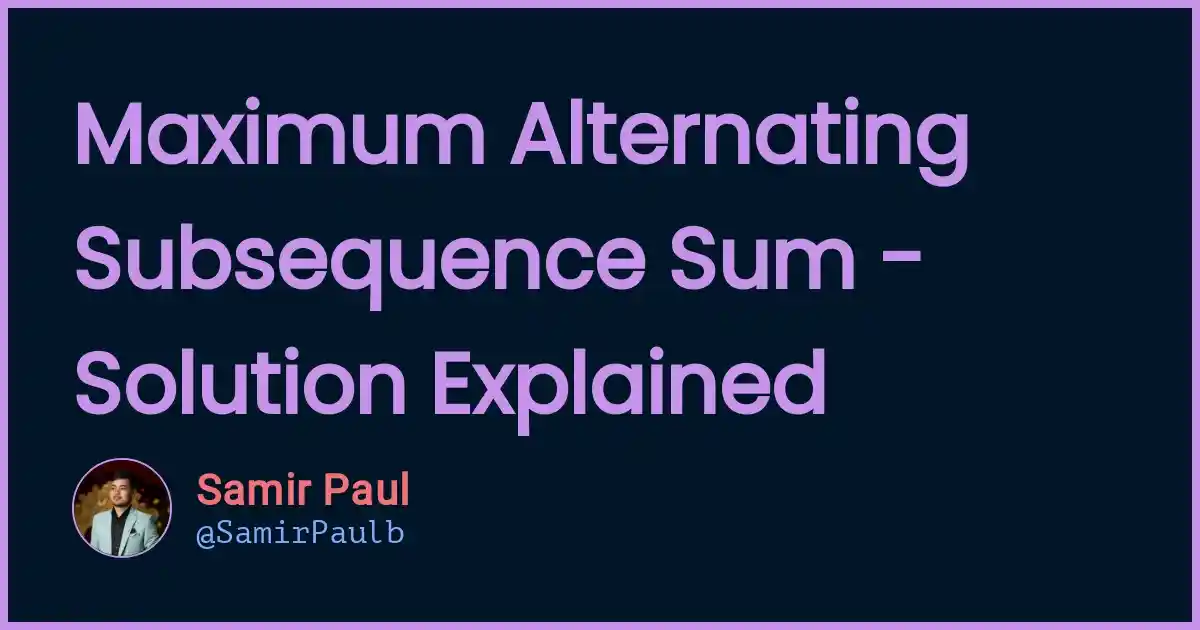 Maximum Alternating
Subsequence Sum -
Solution Explained
Samir Paul
@SamirPaulb